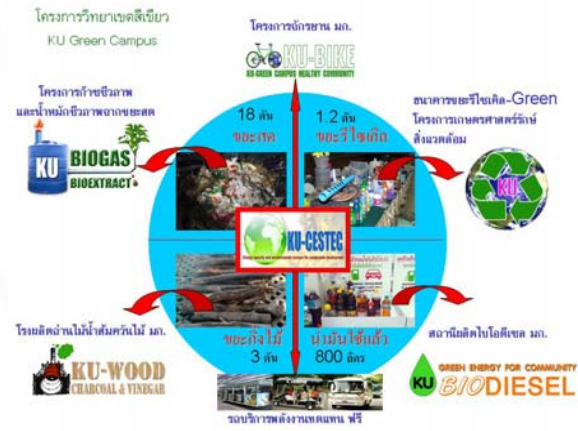 โครงการวิทยาเขตสีเขียว
KU Green Campus
โครงการจักรยาน มก.
KU-BIKE
KU-GREEN CAMPUS HEALTHY COMMUNITY
โครงการก๊าซชีวภาพ
และน้ำหมักชีวภาพจากขยะสด
KU BIOGAS
BIOEXTRACT
18 ตัน
ขยะสด
1.2 ตัน
ขยะรีไซเคิล
ธนาคารขยะรีไซเคิล-Green
โครงการเกษตรศาสตร์รักษ์
สิ่งแวดล้อม
KU
KU-CESTEC
โรงผลิตถ่านไม้น้ำส้มควันไม้ มก.
KU-WOOD
CHARCOAL & VINEGAR
ขยะกิ่งไม้
3 ตัน
น้ำมันใช้แล้ว
800 ลิตร
สถานีผลิตไบโอดีเซล มก.
GREEN ENERGY FOR COMMUNITY
KU BIODIESEL
รถบริการพลังงานทดแทน ฟรี